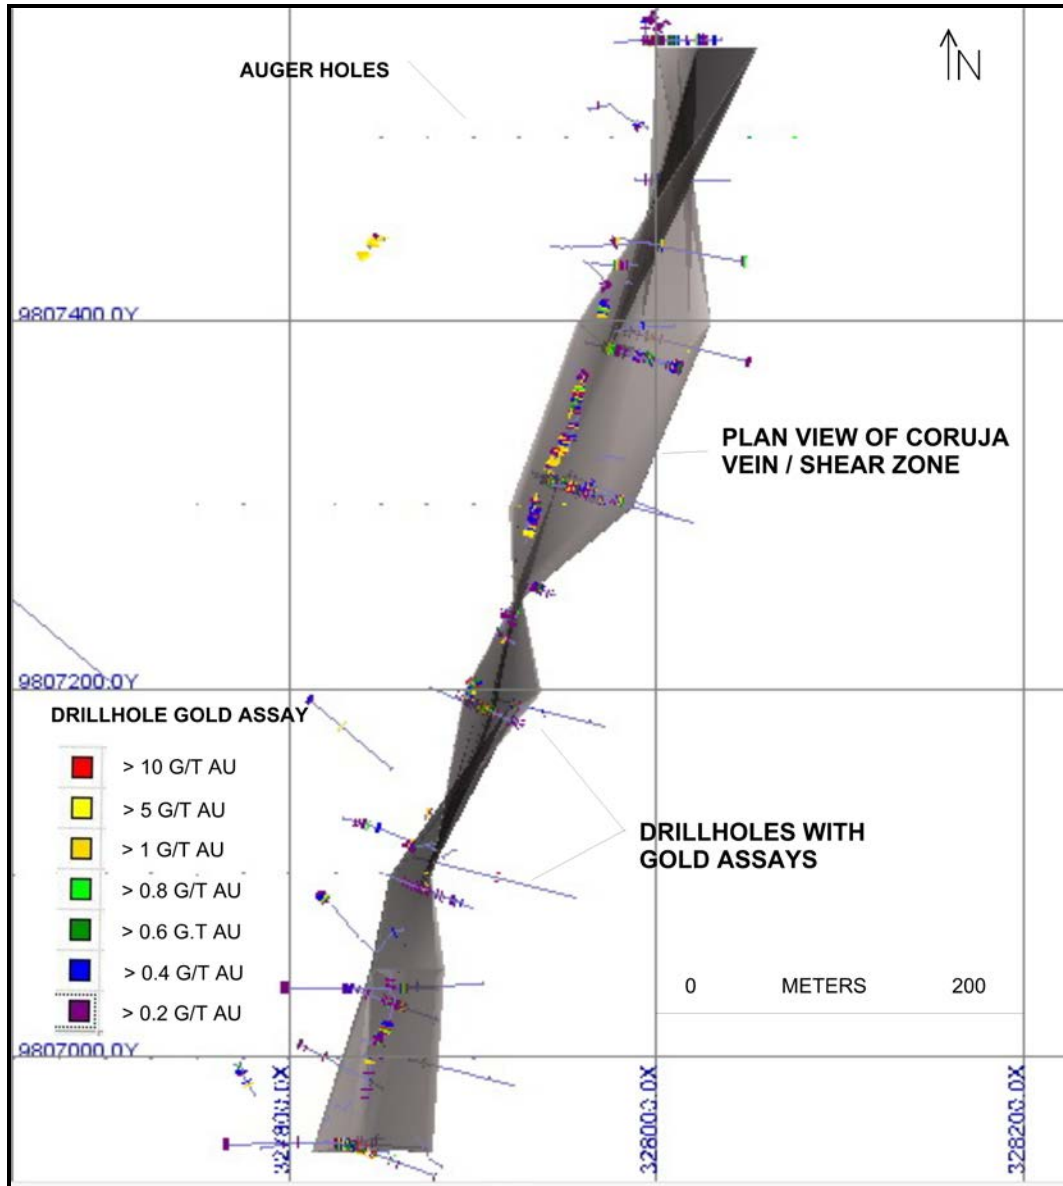 N
AUGER HOLES
9807400.0Y
PLAN VIEW OF CORUJA
VEIN / SHEAR ZONE
9807200.0Y
DRILLHOLE GOLD ASSAY
> 10 G/T AU
> 5 G/T AU
> 1 G/T AU
> 0.8 G/T AU
> 0.6 G.T AU
> 0.4 G/T AU
> 0.2 G/T AU
DRILLHOLES WITH
GOLD ASSAYS
0 METERS 200
9807000.0Y
327800.0X
328000.0X
328200.0X